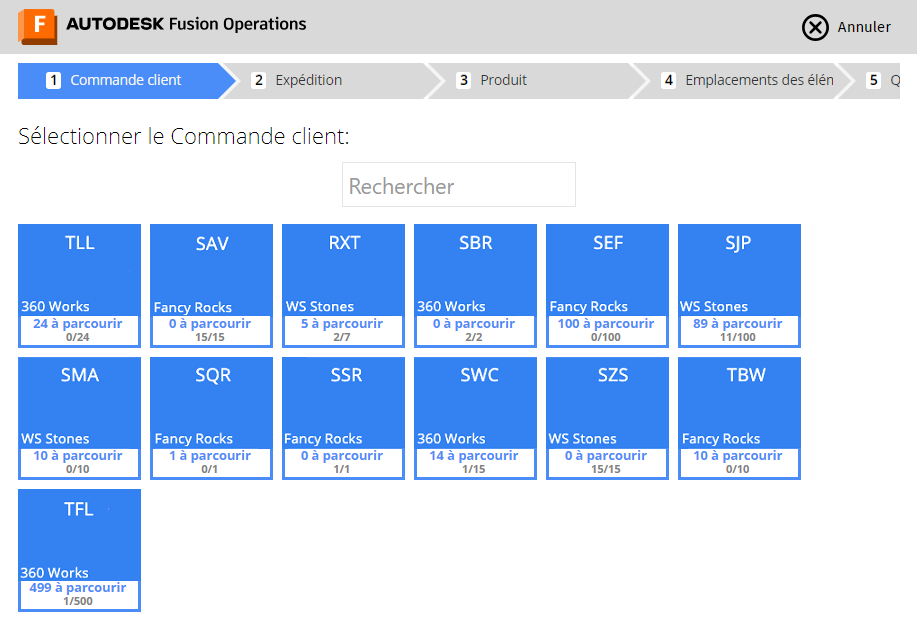 F AUTODESK Fusion Operations
Annuler
1 Commande client
2 Expédition
3 Produit
4 Emplacements des élén
5 Q
Sélectionner le Commande client:
Rechercher
TLL
360 Works
24 à parcourir
0/24
SAV
Fancy Rocks
0 à parcourir
15/15
RXT
WS Stones
5 à parcourir
2/7
SBR
360 Works
0 à parcourir
2/2
SEF
Fancy Rocks
100 à parcourir
0/100
SJP
WS Stones
89 à parcourir
11/100
SMA
WS Stones
10 à parcourir
0/10
SQR
Fancy Rocks
1 à parcourir
0/1
SSR
Fancy Rocks
0 à parcourir
1/1
SWC
360 Works
14 à parcourir
1/15
SZS
WS Stones
0 à parcourir
15/15
TBW
Fancy Rocks
10 à parcourir
0/10
TFL
360 Works
499 à parcourir
1/500